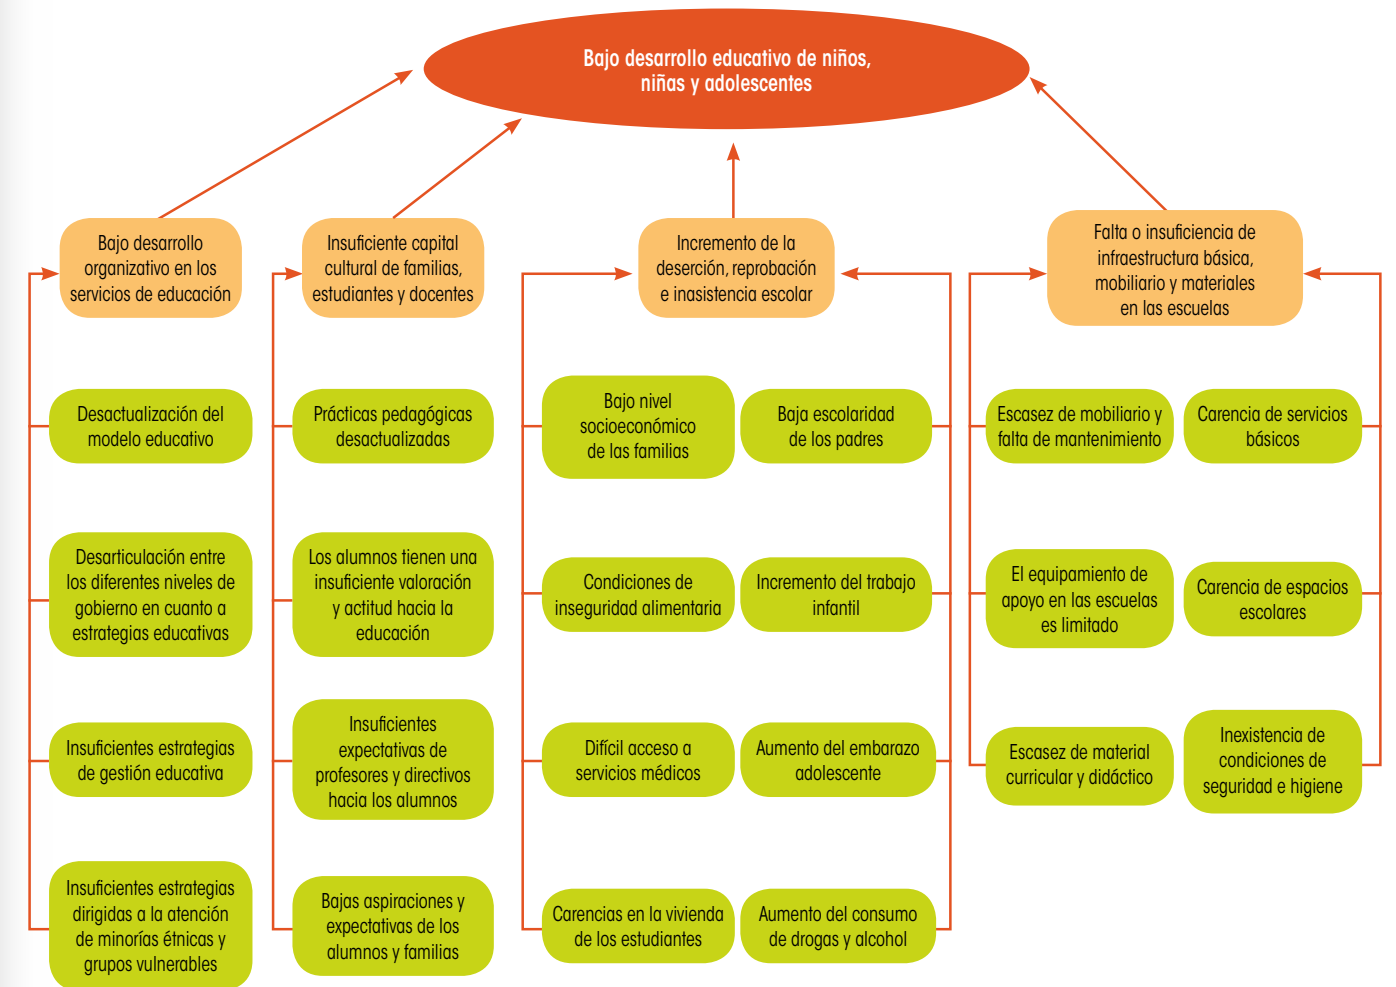 Bajo desarrollo educativo de niños,
niñas y adolescentes
Bajo desarrollo
organizativo en los
servicios de educación
Insuficiente capital
cultural de familias,
estudiantes y docentes
Incremento de la
deserción, reprobación
e inasistencia escolar
Falta o insuficiencia de
infraestructura básica,
mobiliario y materiales
en las escuelas
Desactualización del
modelo educativo
Prácticas pedagógicas
desactualizadas
Bajo nivel
socioeconómico
de las familias
Baja escolaridad
de los padres
Escasez de mobiliario y
falta de mantenimiento
Carencia de servicios
básicos
Desarticulación entre
los diferentes niveles de
gobierno en cuanto a
estrategias educativas
Los alumnos tienen una
insuficiente valoración
y actitud hacia la
educación
Condiciones de
inseguridad alimentaria
Incremento del trabajo
infantil
El equipamiento de
apoyo en las escuelas
es limitado
Carencia de espacios
escolares
Insuficientes estrategias
de gestión educativa
Insuficientes
expectativas de
profesores y directivos
hacia los alumnos
Difícil acceso a
servicios médicos
Aumento del embarazo
adolescente
Escasez de material
curricular y didáctico
Inexistencia de
condiciones de
seguridad e higiene
Insuficientes estrategias
dirigidas a la atención
de minorías étnicas y
grupos vulnerables
Bajas aspiraciones y
expectativas de los
alumnos y familias
Carencias en la vivienda
de los estudiantes
Aumento del consumo
de drogas y alcohol